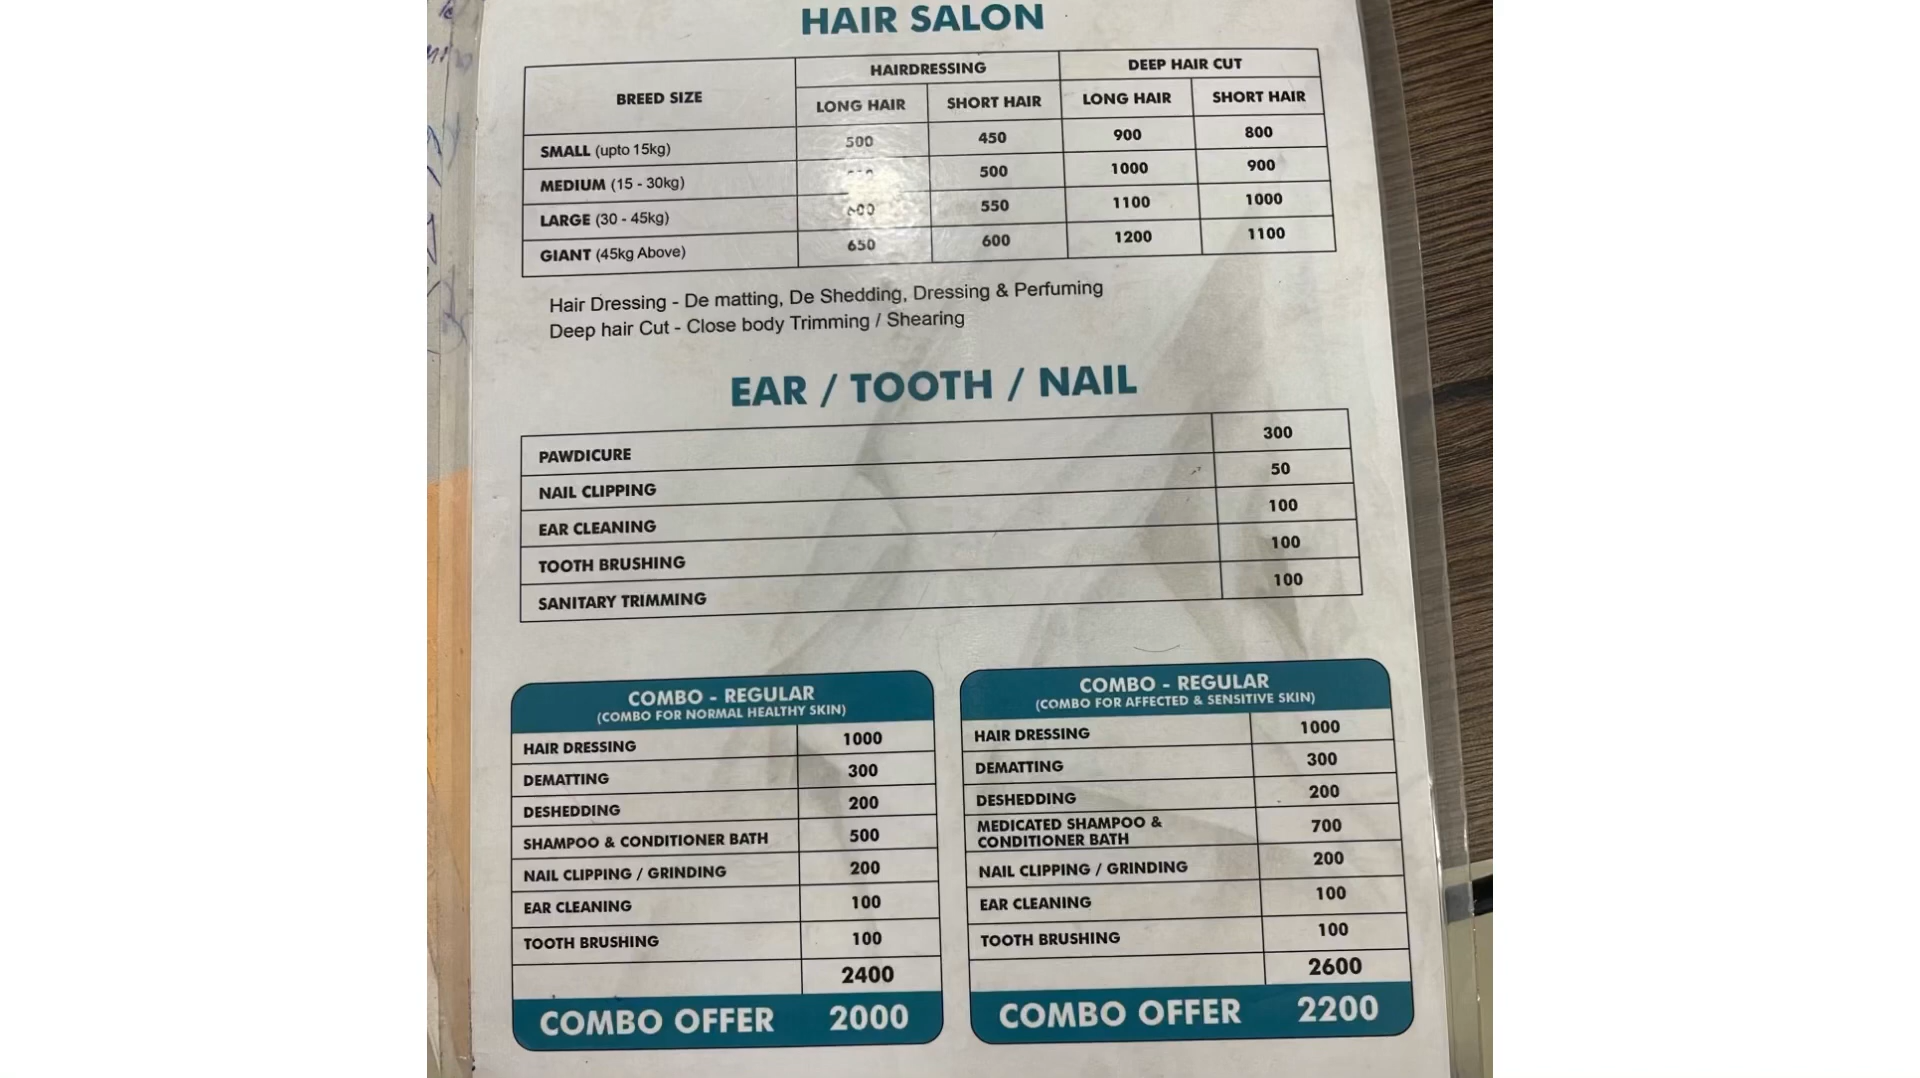 HAIR SALON
BREED SIZE
HAIRDRESSING DEEP HAIR CUT
LONG HAIR SHORT HAIR LONG HAIR SHORT HAIR
SMALL (upto 15kg) 500 450 900 800
MEDIUM (15 - 30kg) 500 1000 900
LARGE (30 - 45kg) 600 550 1100 1000
GIANT (45kg Above) 650 600 1200 1100
Hair Dressing - De matting, De Shedding, Dressing & Perfuming
Deep hair Cut - Close body Trimming / Shearing
EAR / TOOTH / NAIL
PAWDICURE 300
NAIL CLIPPING 50
EAR CLEANING 100
TOOTH BRUSHING 100
SANITARY TRIMMING 100
COMBO - REGULAR
(COMBO FOR NORMAL HEALTHY SKIN)
HAIR DRESSING 1000
DEMATTING 300
DESHEDDING 200
SHAMPOO & CONDITIONER BATH 500
NAIL CLIPPING / GRINDING 200
EAR CLEANING 100
TOOTH BRUSHING 100
2400
COMBO OFFER 2000
COMBO - REGULAR
(COMBO FOR AFFECTED & SENSITIVE SKIN)
HAIR DRESSING 1000
DEMATTING 300
DESHEDDING 200
MEDICATED SHAMPOO &
CONDITIONER BATH 700
NAIL CLIPPING / GRINDING 200
EAR CLEANING 100
TOOTH BRUSHING 100
2600
COMBO OFFER 2200